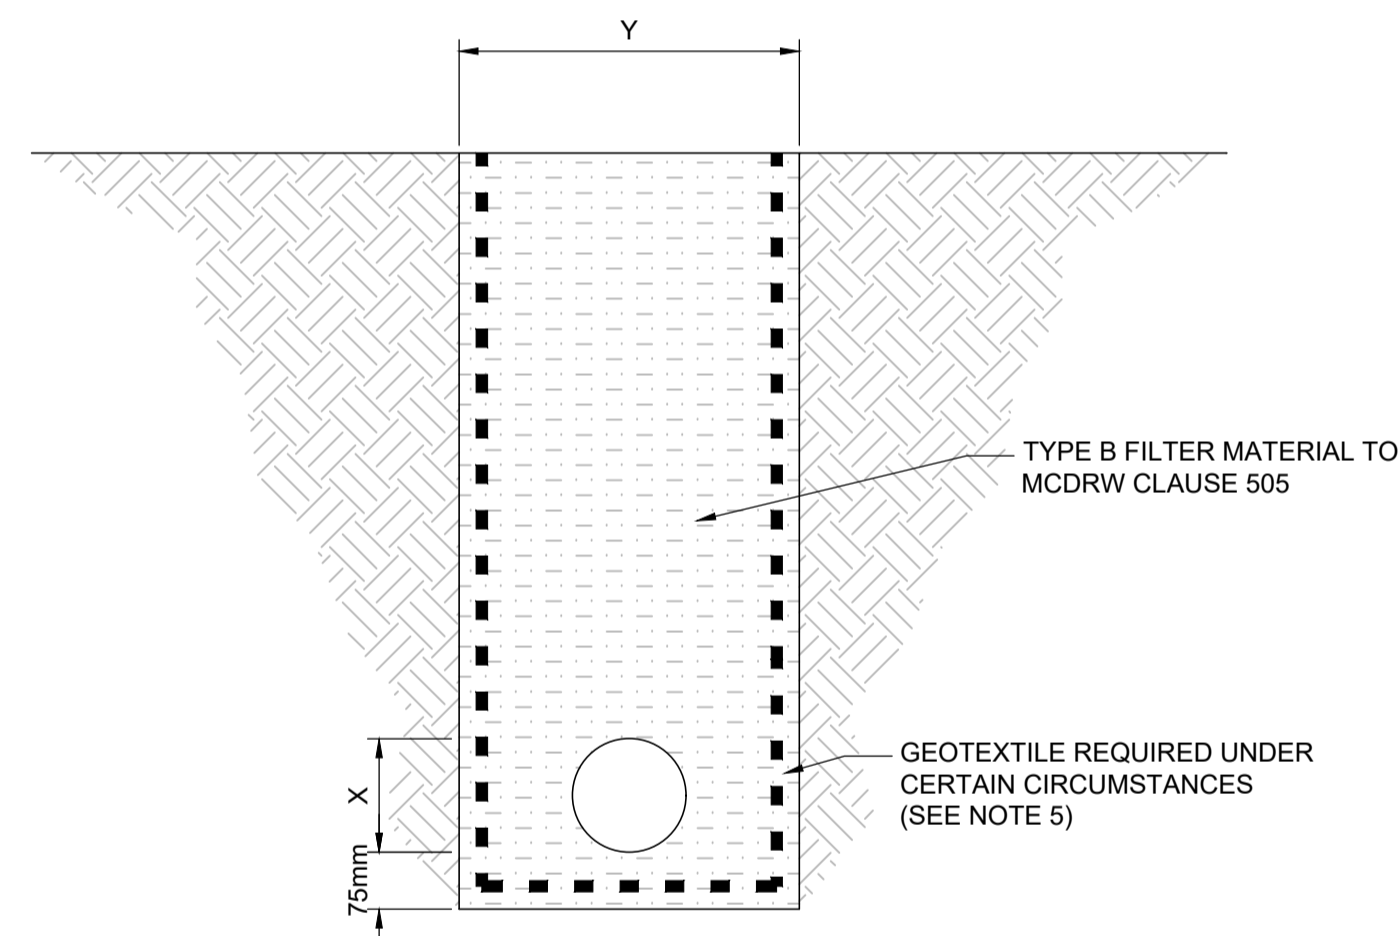 Y
TYPE B FILTER MATERIAL TO
MCDRW CLAUSE 505
GEOTEXTILE REQUIRED UNDER
CERTAIN CIRCUMSTANCES
(SEE NOTE 5)
X
75mm